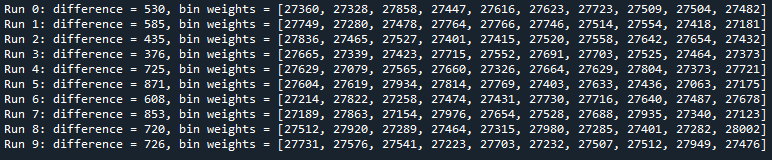 Run 0: difference = 530, bin weights = [27360, 27328, 27858, 27447, 27616, 27623, 27723, 27509, 27504, 27482]
Run 1: difference = 585, bin weights = [27749, 27280, 27478, 27764, 27766, 27746, 27514, 27554, 27418, 27181]
Run 2: difference = 435, bin weights = [27836, 27465, 27527, 27401, 27415, 27520, 27558, 27642, 27654, 27432]
Run 3: difference = 376, bin weights = [27665, 27339, 27423, 27715, 27552, 27691, 27703, 27525, 27464, 27373]
Run 4: difference = 725, bin weights = [27629, 27079, 27565, 27660, 27326, 27664, 27629, 27804, 27373, 27721]
Run 5: difference = 871, bin weights = [27604, 27619, 27934, 27814, 27769, 27403, 27633, 27436, 27063, 27175]
Run 6: difference = 608, bin weights = [27214, 27822, 27258, 27474, 27431, 27730, 27716, 27640, 27487, 27678]
Run 7: difference = 853, bin weights = [27189, 27863, 27154, 27976, 27654, 27528, 27688, 27935, 27340, 27123]
Run 8: difference = 720, bin weights = [27512, 27920, 27289, 27464, 27315, 27980, 27285, 27401, 27282, 28002]
Run 9: difference = 726, bin weights = [27731, 27576, 27541, 27223, 27703, 27232, 27507, 27512, 27949, 27476]